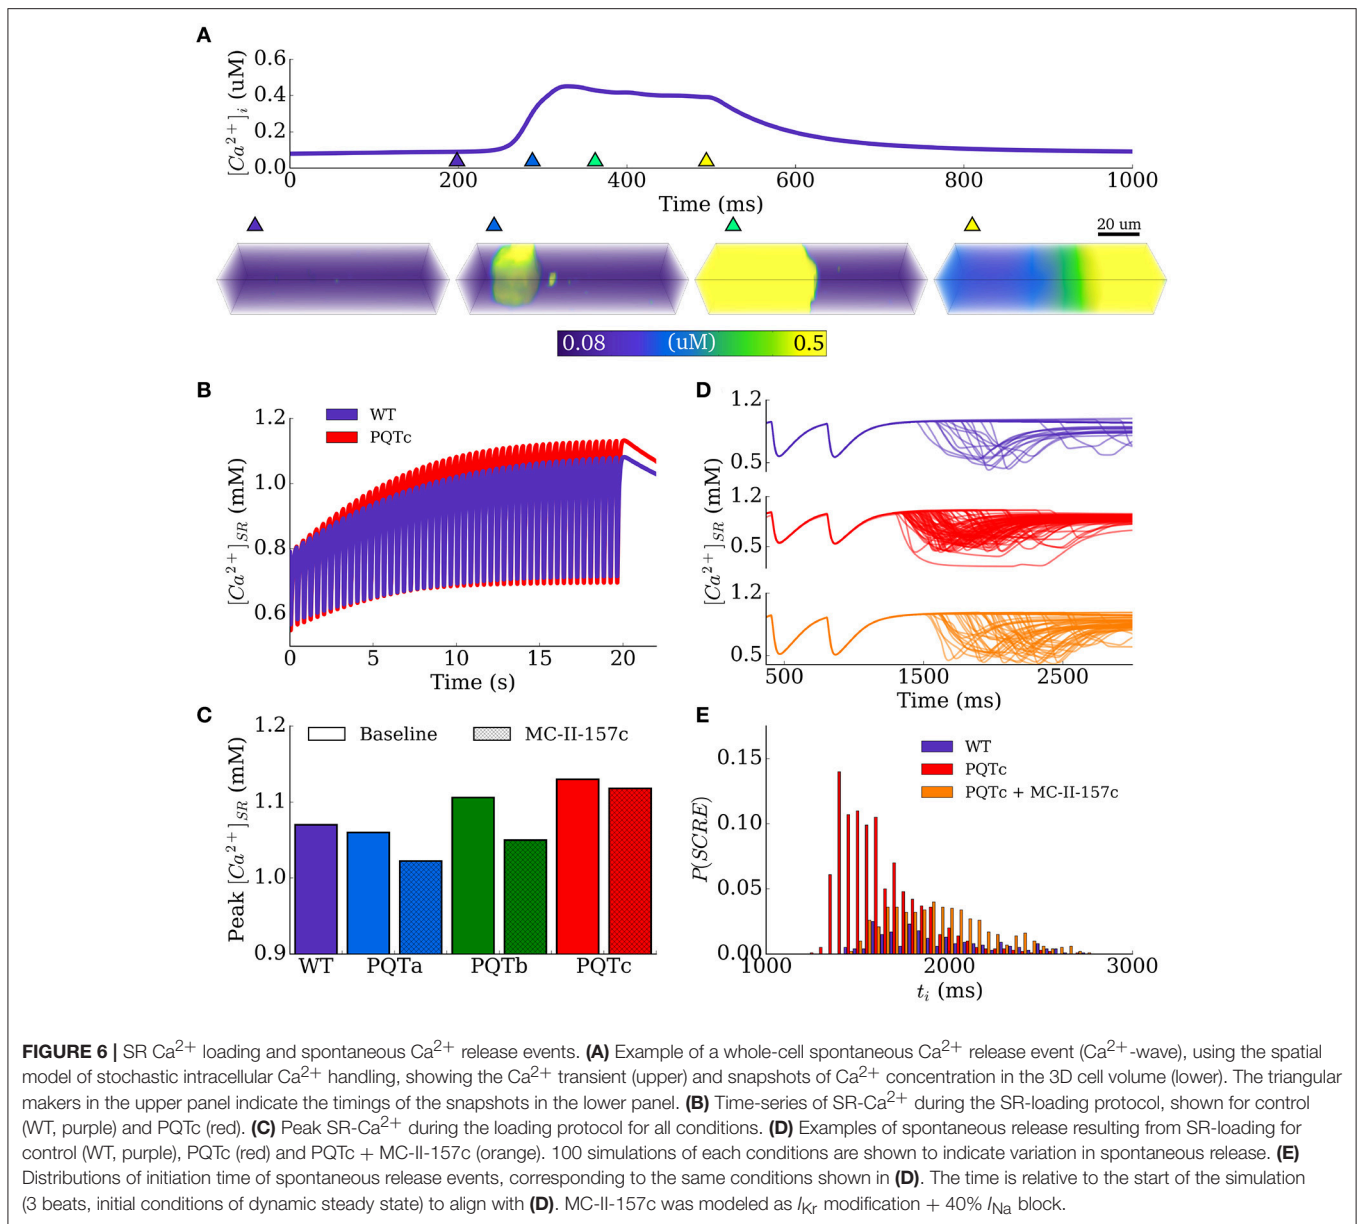 A
[Ca2+]i (uM)
0.6
0.4
0.2
0.0
0 200 400 600 800 1000
Time (ms)
20 um
0.08 (uM) 0.5
B
[Ca2+]SR (mM)
1.2
1.0
0.8
0.6
WT
PQTc
0 5 10 15 20
Time (s)
D
[Ca2+]SR (mM)
1.2
0.5
1.2
0.5
1.2
0.5
500 1500 2500
Time (ms)
C
Peak [Ca2+]SR (mM)
1.2
1.1
1.0
0.9
Baseline MC-II-157c
WT PQTa PQTb PQTc
E
P(SCRE)
0.15
0.10
0.05
0.00
WT
PQTc
PQTc + MC-II-157c
1000 2000 3000
ti (ms)
FIGURE 6 | SR Ca2+ loading and spontaneous Ca2+ release events. (A) Example of a whole-cell spontaneous Ca2+ release event (Ca2+-wave), using the spatial
model of stochastic intracellular Ca2+ handling, showing the Ca2+ transient (upper) and snapshots of Ca2+ concentration in the 3D cell volume (lower). The triangular
makers in the upper panel indicate the timings of the snapshots in the lower panel. (B) Time-series of SR-Ca2+ during the SR-loading protocol, shown for control
(WT, purple) and PQTc (red). (C) Peak SR-Ca2+ during the loading protocol for all conditions. (D) Examples of spontaneous release resulting from SR-loading for
control (WT, purple), PQTc (red) and PQTc + MC-II-157c (orange). 100 simulations of each conditions are shown to indicate variation in spontaneous release. (E)
Distributions of initiation time of spontaneous release events, corresponding to the same conditions shown in (D). The time is relative to the start of the simulation
(3 beats, initial conditions of dynamic steady state) to align with (D). MC-II-157c was modeled as IKr modification + 40% INa block.